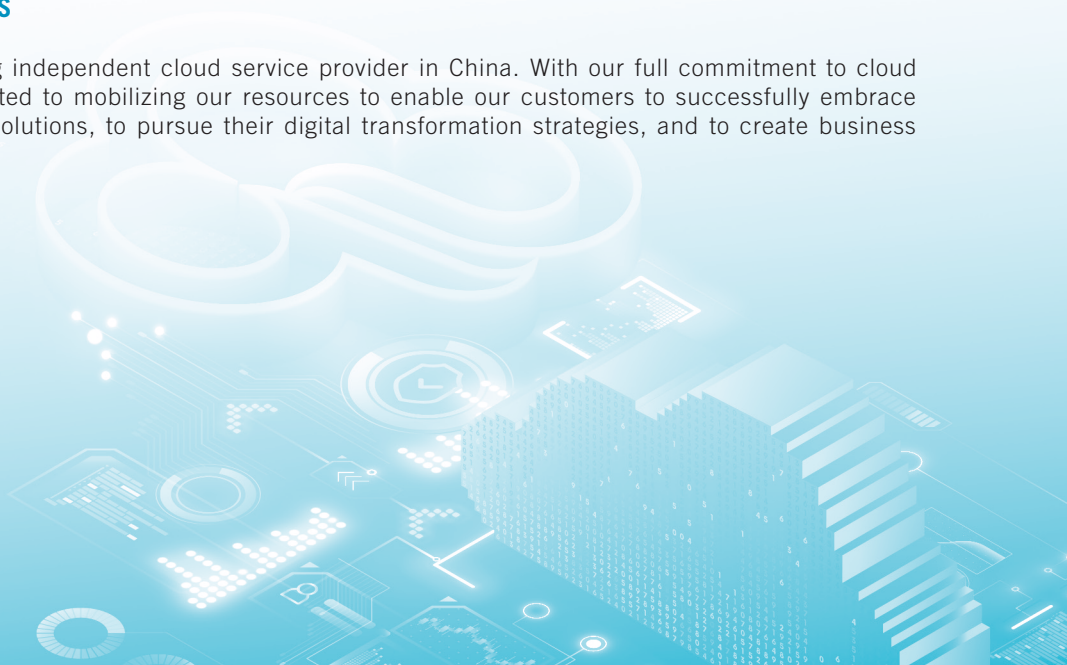 s
g independent cloud service provider in China. With our full commitment to cloud
ted to mobilizing our resources to enable our customers to successfully embrace
olutions, to pursue their digital transformation strategies, and to create business